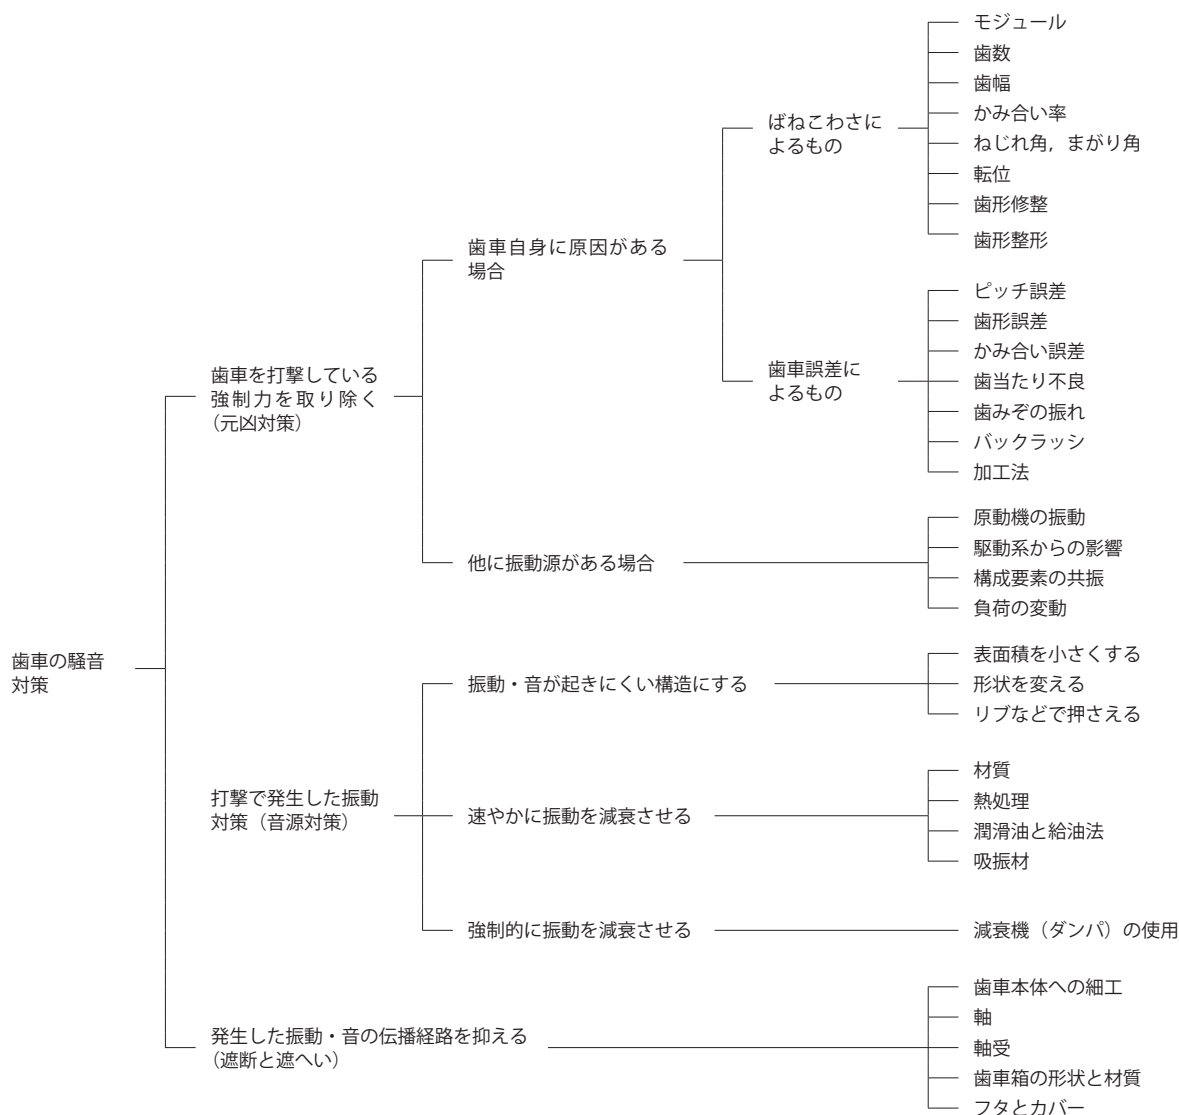 歯車の騒音
対策
歯車を打撃している
強制力を取り除く
（元凶対策）
歯車自身に原因がある
場合
ばねこわさに
よるもの
モジュール
歯数
歯幅
かみ合い率
ねじれ角，まがり角
転位
歯形修整
歯形整形
歯車誤差に
よるもの
ピッチ誤差
歯形誤差
かみ合い誤差
歯当たり不良
歯みぞの振れ
バックラッシ
加工法
他に振動源がある場合
原動機の振動
駆動系からの影響
構成要素の共振
負荷の変動
打撃で発生した振動
対策（音源対策）
振動・音が起きにくい構造にする
表面積を小さくする
形状を変える
リブなどで押さえる
速やかに振動を減衰させる
材質
熱処理
潤滑油と給油法
吸振材
強制的に振動を減衰させる
減衰機（ダンパ）の使用
発生した振動・音の伝播経路を抑える
（遮断と遮へい）
歯車本体への細工
軸
軸受
歯車箱の形状と材質
フタとカバー